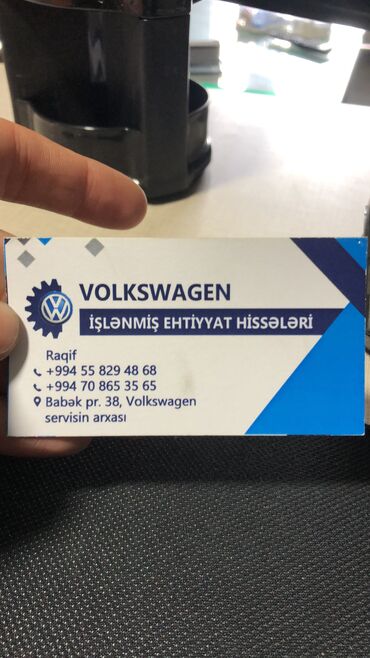 VOLKSWAGEN
İŞLƏNMİŞ EHTİYYAT HİSSƏLƏRİ
Raqif
+994 55 829 48 68
+994 70 865 35 65
Babək pr. 38, Volkswagen
servisin arxası